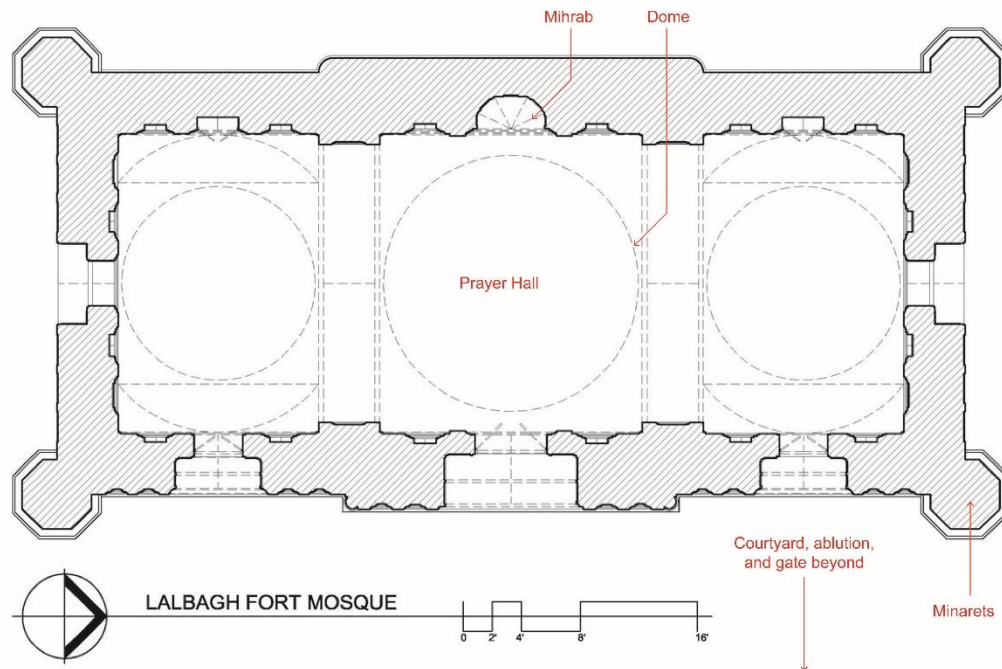 Mihrab
Dome
Prayer Hall
Courtyard, ablution,
and gate beyond
Minarets
LALBAGH FORT MOSQUE
0 2' 4' 8' 16'